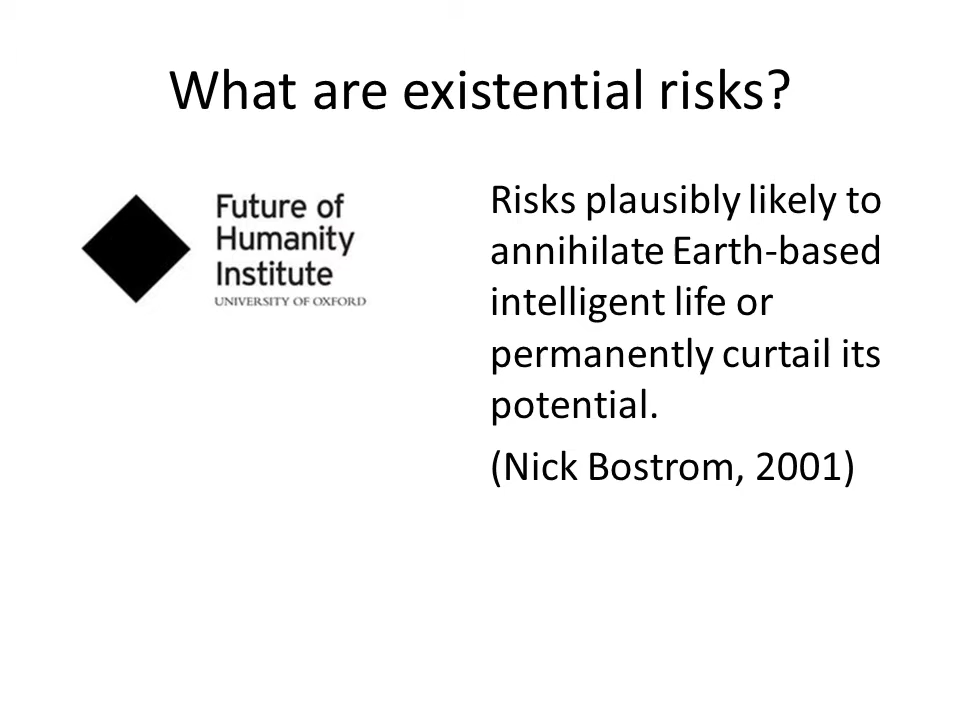 What are existential risks?
Future of
Humanity
Institute
UNIVERSITY OF OXFORD
Risks plausibly likely to
annihilate Earth-based
intelligent life or
permanently curtail its
potential.
(Nick Bostrom, 2001)